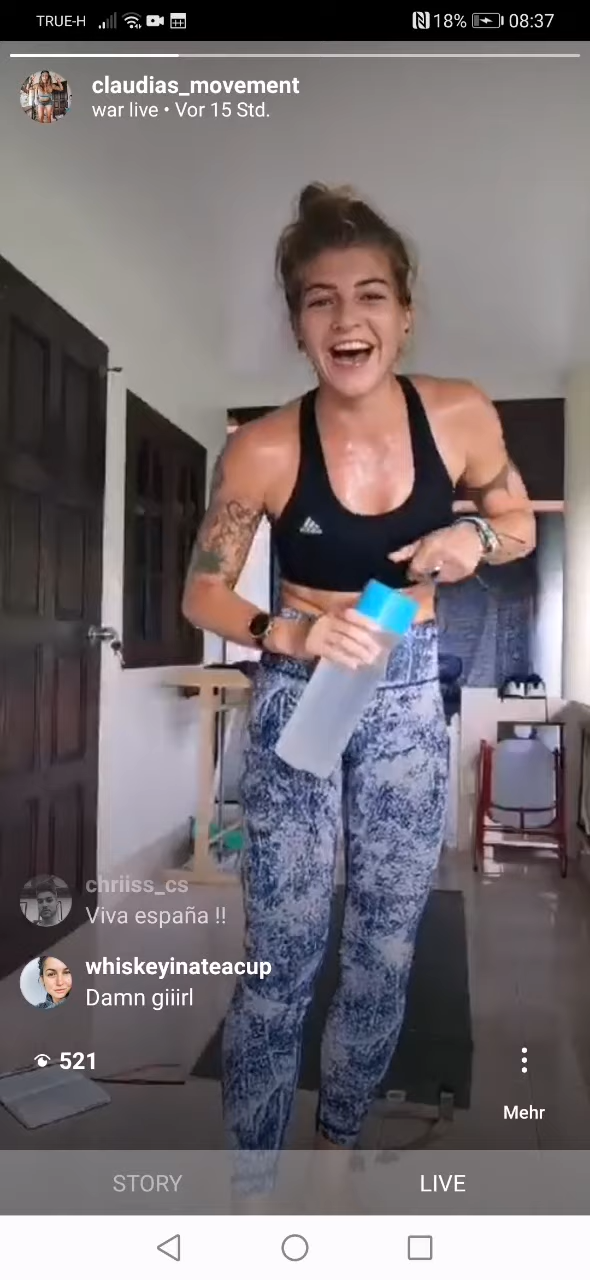 TRUE-H 18% 08:37
claudias_movement
war live • Vor 15 Std.
chriiss_cs
Viva españa !!
whiskeyinateacup
Damn giiirl
521
Mehr
STORY LIVE